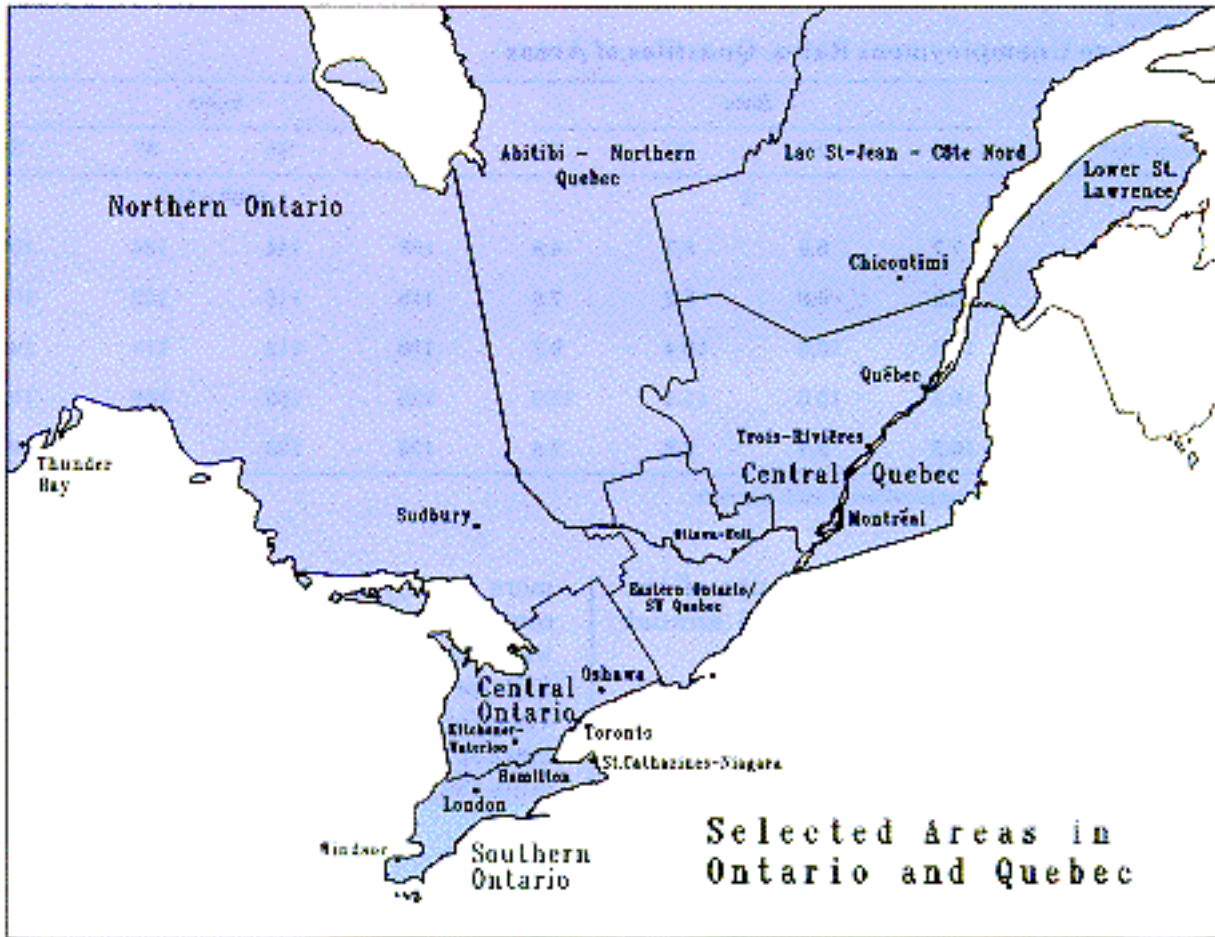 Abitibi - Northern
Quebec
Lac St-Jean - Côte Nord
Lower St.
Lawrence
Northern Ontario
Chicoutimi
Québec
Trois-Rivières
Central Quebec
Montréal
Thunder
Bay
Sudbury
Ottawa-Hull
Eastern Ontario/
SW Quebec
Oshawa
Central
Ontario
Toronto
Kitchener-
Waterloo
St.Catharines-Niagara
Hamilton
London
Windsor
Southern
Ontario
Selected Areas in
Ontario and Quebec